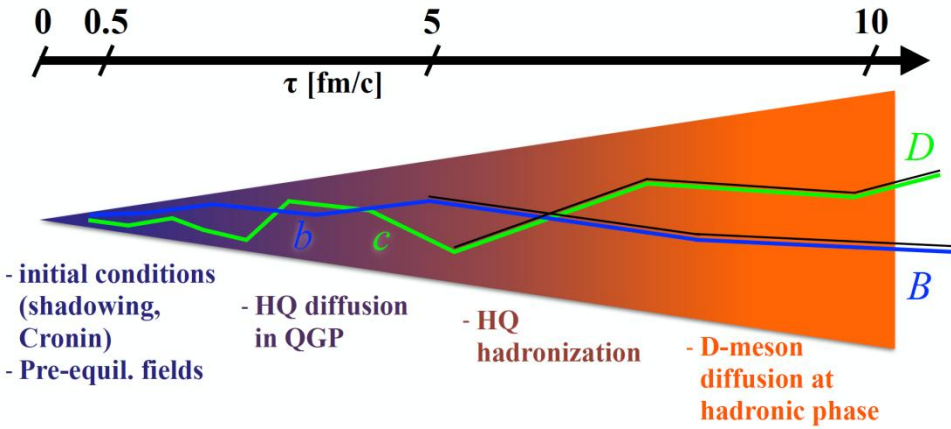 0 0.5 5 10
τ [fm/c]
D
b c
B
- initial conditions
(shadowing,
Cronin)
- Pre-equil. fields
- HQ diffusion
in QGP
- HQ
hadronization
- D-meson
diffusion at
hadronic phase